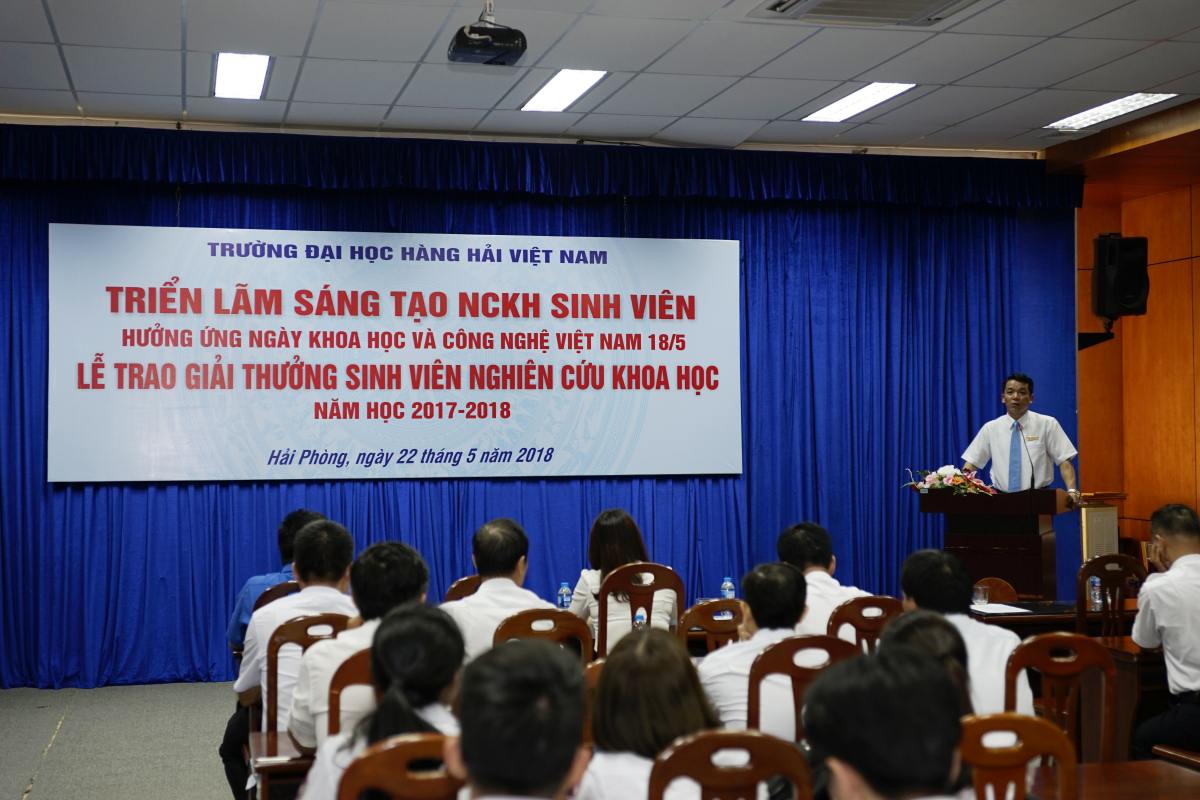 TRƯỜNG ĐẠI HỌC HÀNG HẢI VIỆT NAM
TRIỂN LÃM SÁNG TẠO NCKH SINH VIÊN
HƯỞNG ỨNG NGÀY KHOA HỌC VÀ CÔNG NGHỆ VIỆT NAM 18/5
LỄ TRAO GIẢI THƯỞNG SINH VIÊN NGHIÊN CỨU KHOA HỌC
NĂM HỌC 2017-2018
Hải Phòng, ngày 22 tháng 5 năm 2018